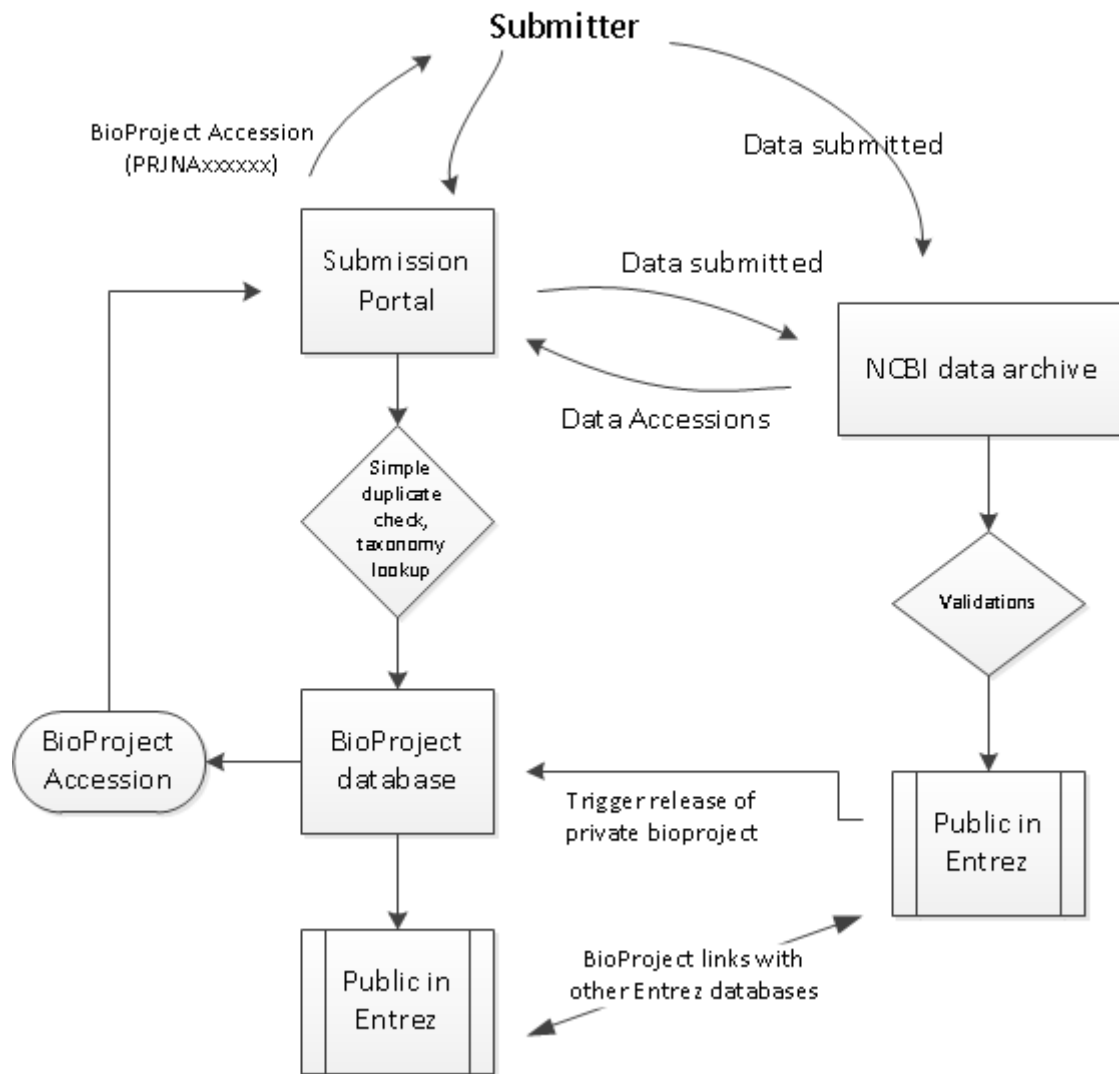 Submitter
BioProject Accession
(PRJNAxxxxxx)
Data submitted
Submission
Portal
Data submitted
NCBI data archive
Data Accessions
Simple
duplicate
check,
taxonomy
lookup
Validations
BioProject
Accession
BioProject
database
Trigger release of
private bioproject
Public in
Entrez
BioProject links with
other Entrez databases
Public in
Entrez